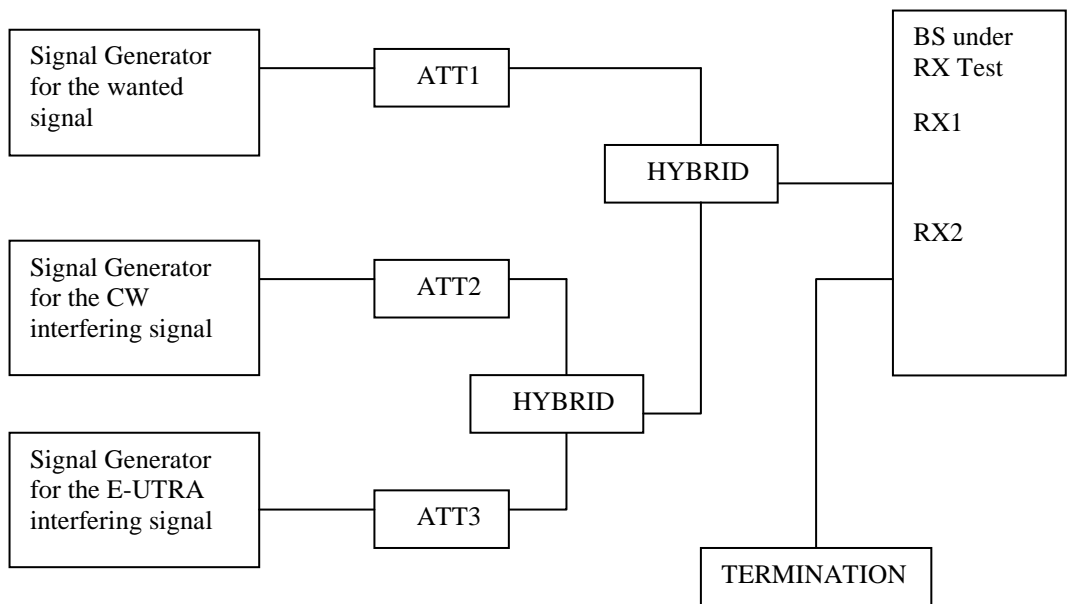 Signal Generator
for the wanted
signal
ATT1
HYBRID
BS under
RX Test
RX1
RX2
Signal Generator
for the CW
interfering signal
ATT2
HYBRID
Signal Generator
for the E-UTRA
interfering signal
ATT3
TERMINATION